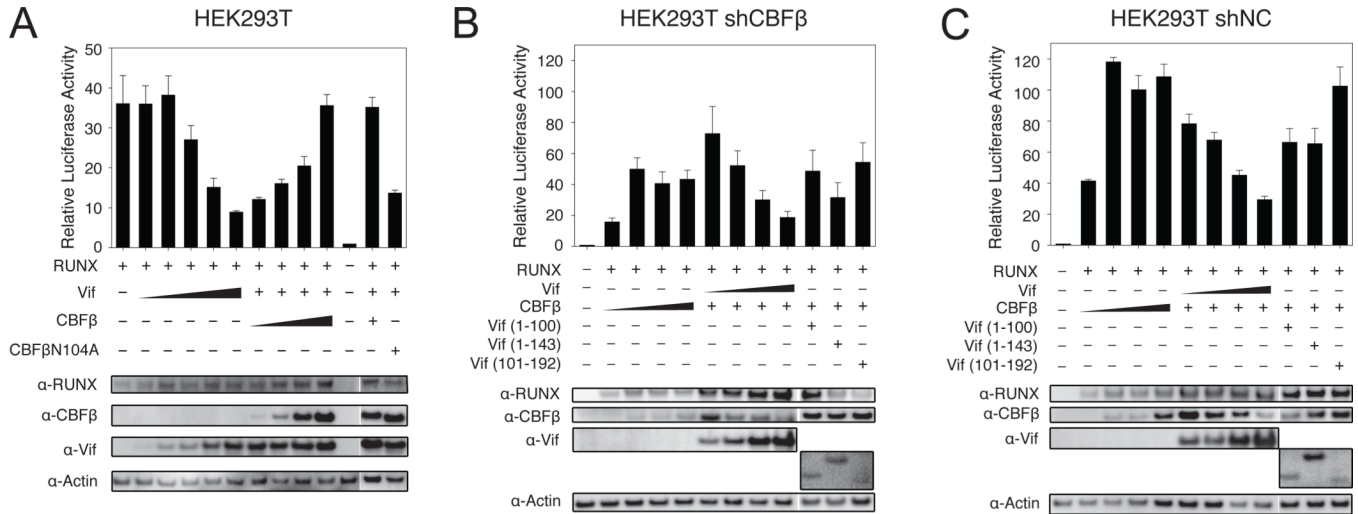 A
HEK293T
Relative Luciferase Activity
50
40
30
20
10
0
RUNX + + + + + + + + + + − + +
Vif − + + + + − + +
CBFβ − − − − − − − + −
CBFβN104A − − − − − − − − − − − − +
α-RUNX
α-CBFβ
α-Vif
α-Actin
B
HEK293T shCBFβ
Relative Luciferase Activity
120
100
80
60
40
20
0
RUNX − + + + + + + + + + + +
Vif − − − − − − − −
CBFβ − + + + + + + +
Vif (1-100) − − − − − − − − − + − −
Vif (1-143) − − − − − − − − − − + −
Vif (101-192) − − − − − − − − − − − +
α-RUNX
α-CBFβ
α-Vif
α-Actin
C
HEK293T shNC
Relative Luciferase Activity
120
100
80
60
40
20
0
RUNX − + + + + + + + + + + +
Vif − − − − − − − −
CBFβ − + + + + + + +
Vif (1-100) − − − − − − − − − + − −
Vif (1-143) − − − − − − − − − − + −
Vif (101-192) − − − − − − − − − − − +
α-RUNX
α-CBFβ
α-Vif
α-Actin